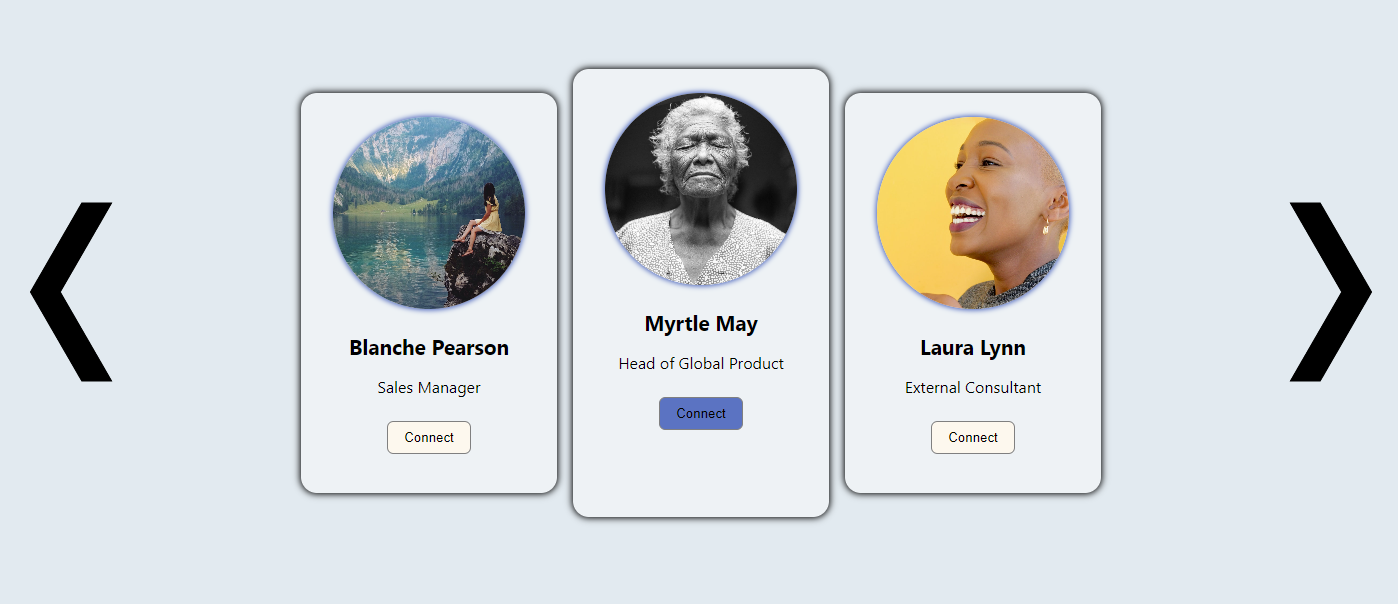 Blanche Pearson
Sales Manager
Connect
Myrtle May
Head of Global Product
Connect
Laura Lynn
External Consultant
Connect